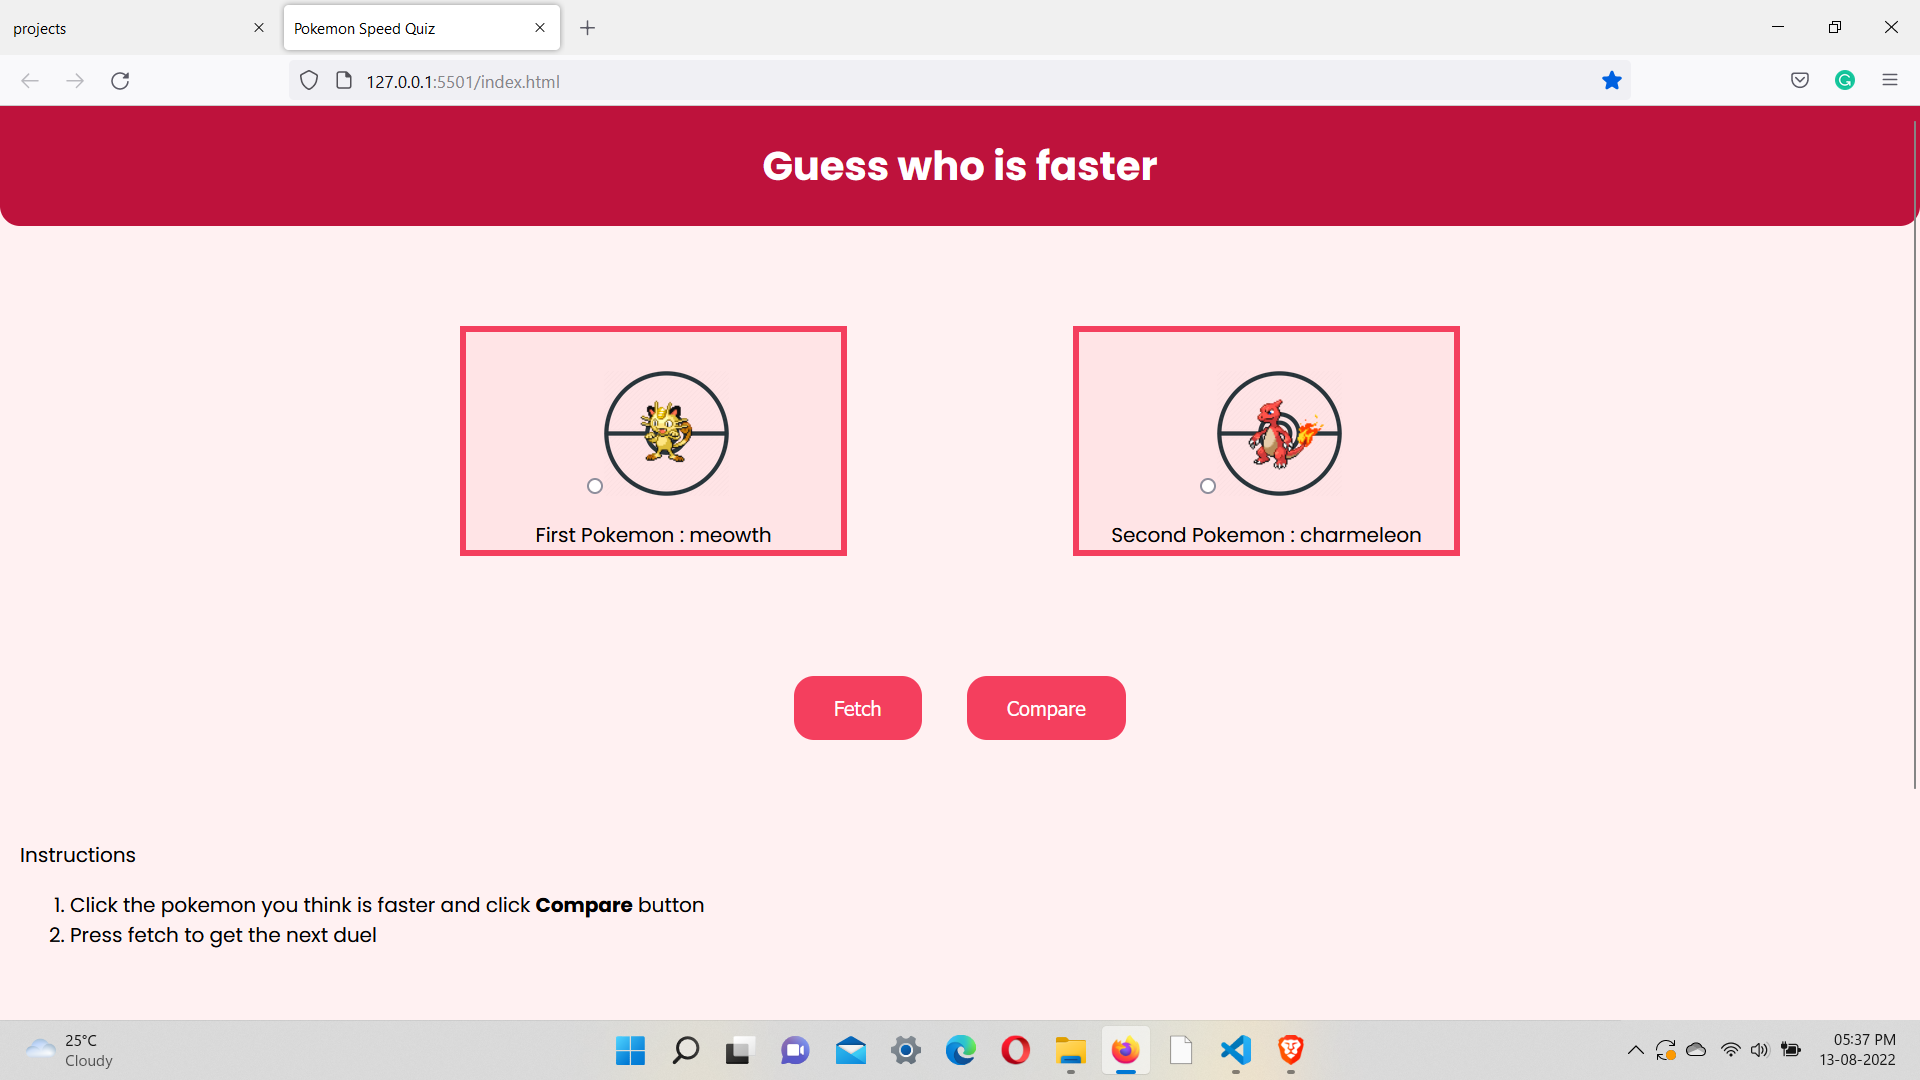 projects
Pokemon Speed Quiz
127.0.0.1:5501/index.html
Guess who is faster
First Pokemon : meowth
Second Pokemon : charmeleon
Fetch
Compare
Instructions
1. Click the pokemon you think is faster and click Compare button
2. Press fetch to get the next duel
25°C
Cloudy
05:37 PM
13-08-2022